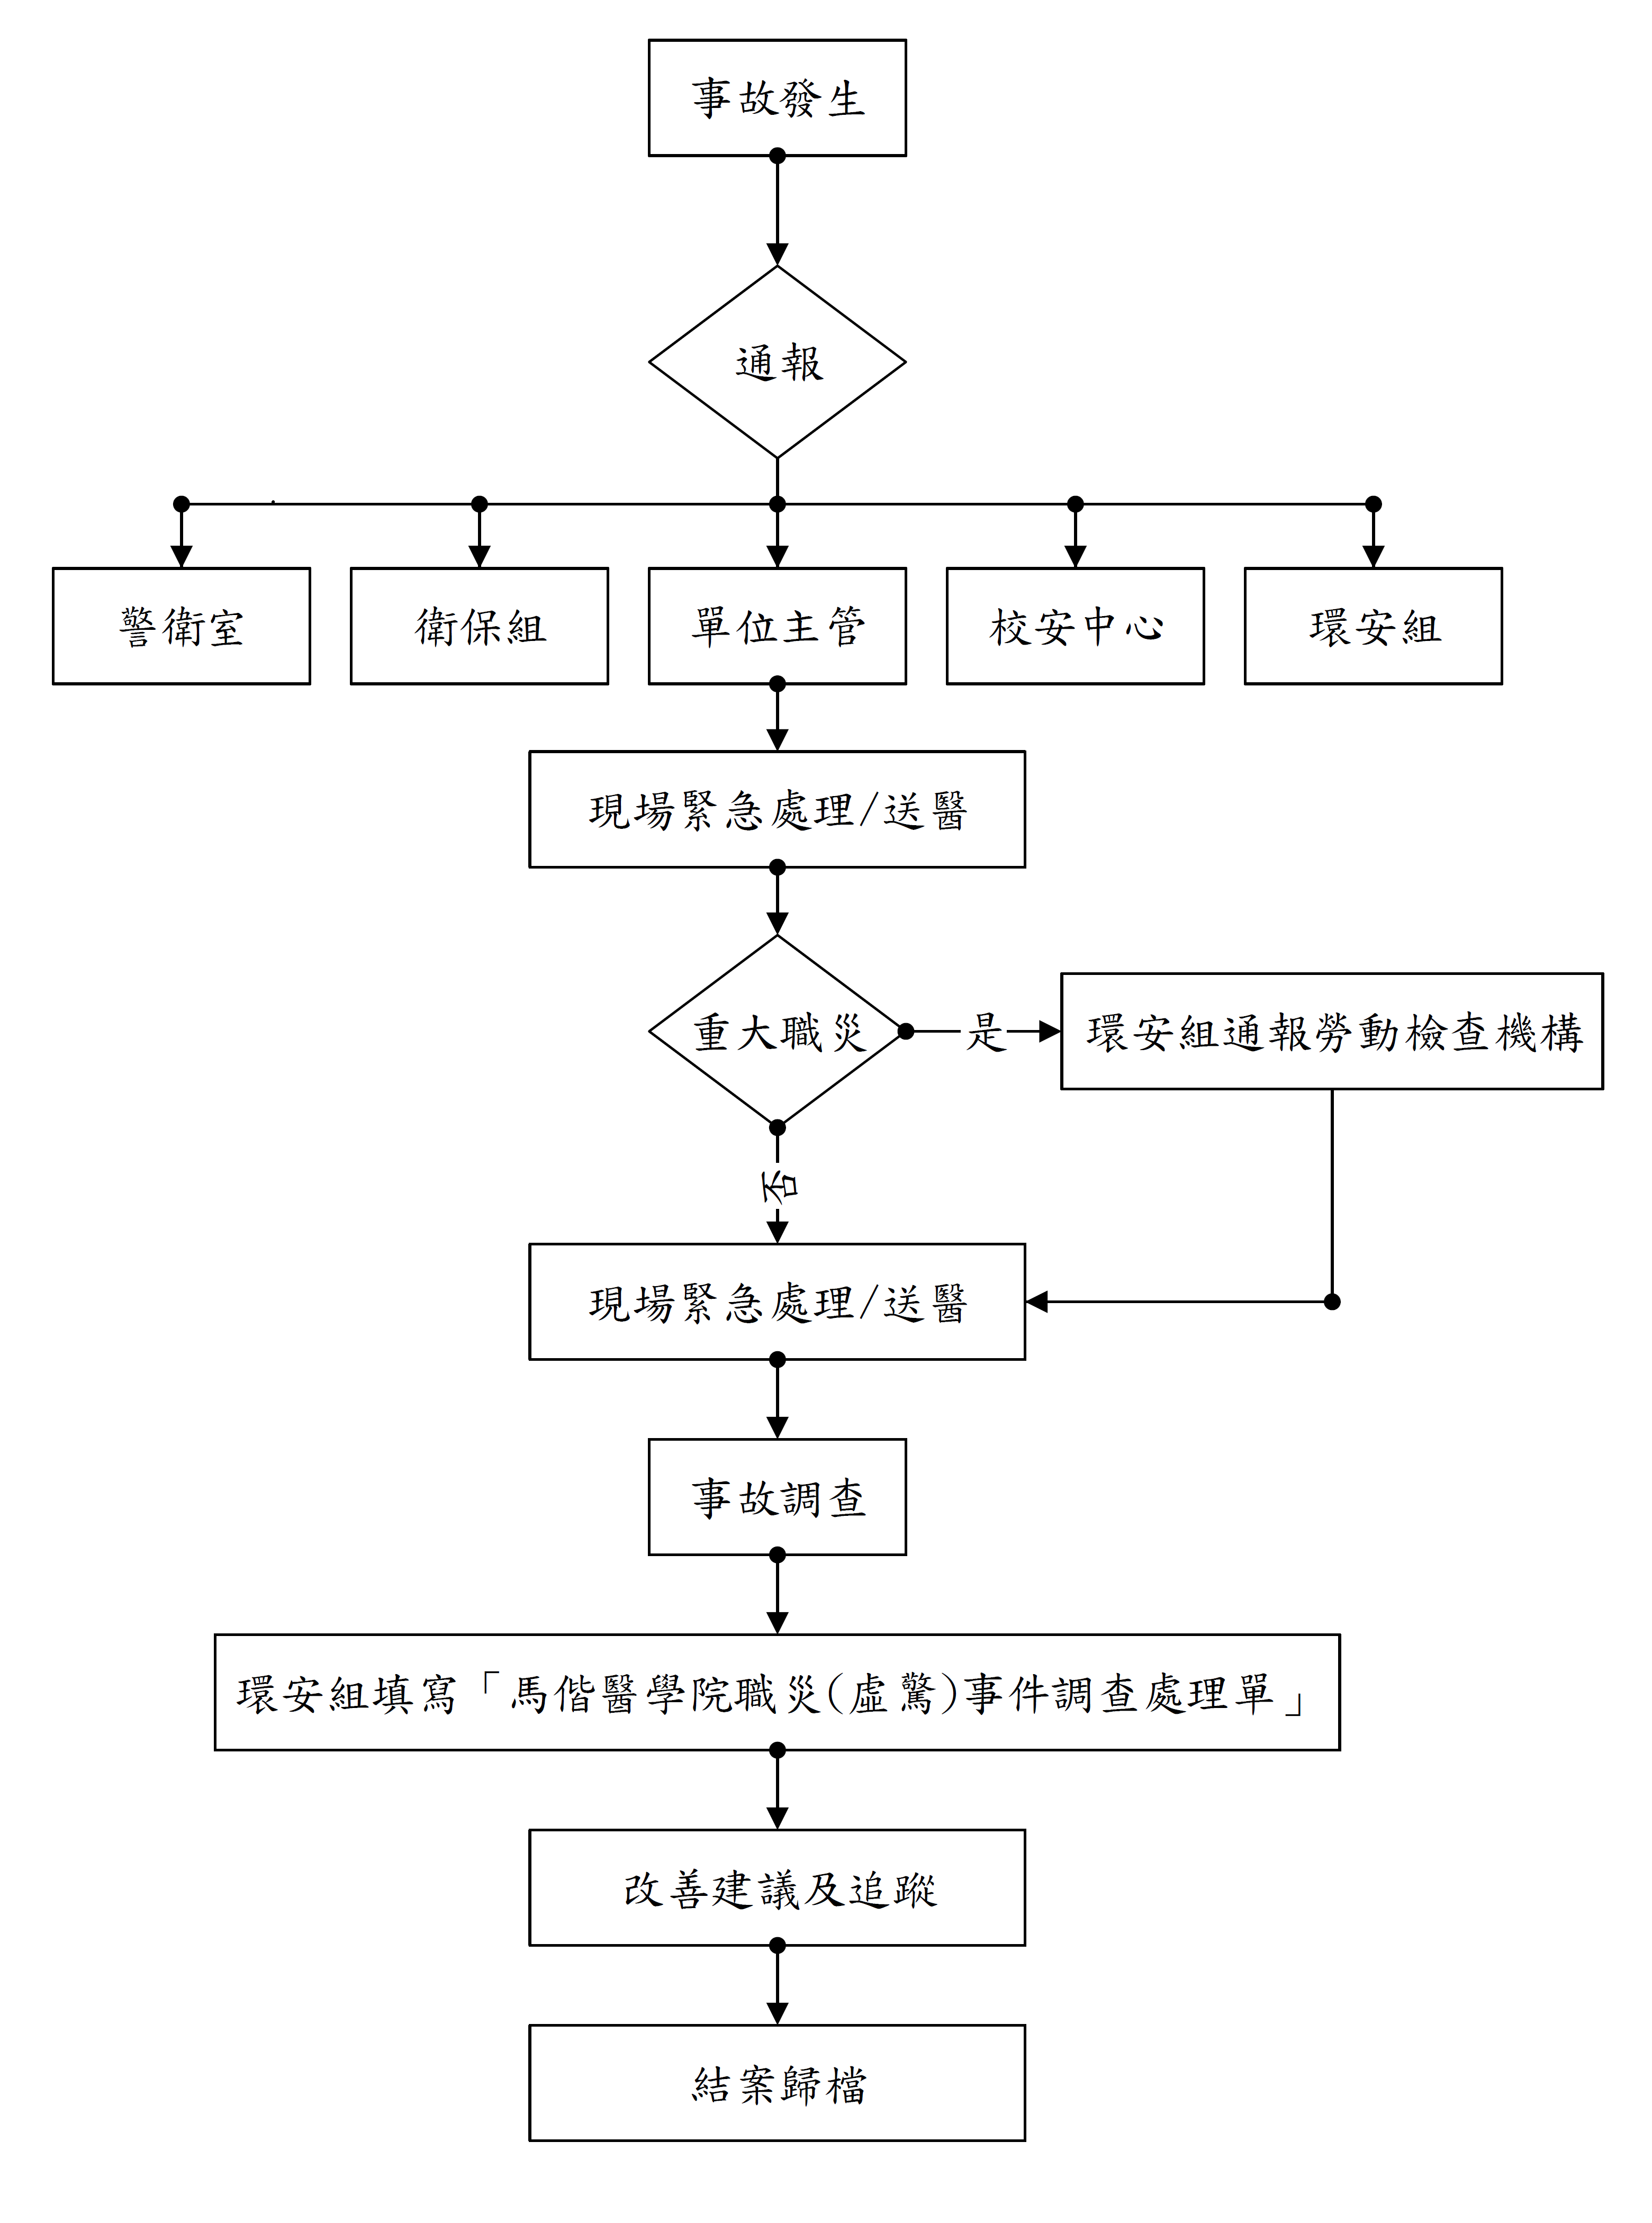 事故發生
通報
警衛室
衛保組
單位主管
校安中心
環安組
現場緊急處理/送醫
重大職災
是
環安組通報勞動檢查機構
否
現場緊急處理/送醫
事故調查
環安組填寫「馬偕醫學院職災(虛驚)事件調查處理單」
改善建議及追蹤
結案歸檔